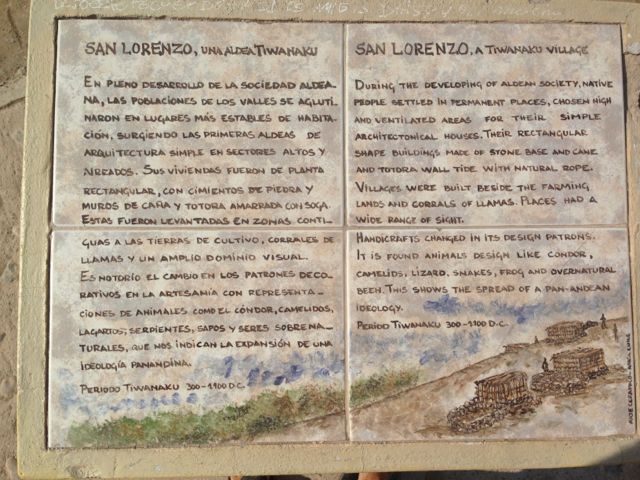 SAN LORENZO, UNA ALDEA TIWANAKU
EN PLENO DESARROLLO DE LA SOCIEDAD ALDEA_
NA, LAS POBLACIONES DE LOS VALLES SE AGLUTI_
NARON EN LUGARES MÁS ESTABLES DE HABITA_
CIÓN, SURGIENDO LAS PRIMERAS ALDEAS DE
ARQUITECTURA SIMPLE EN SECTORES ALTOS Y
AIREADOS. SUS VIVIENDAS FUERON DE PLANTA
RECTANGULAR, CON CIMIENTOS DE PIEDRA Y
MUROS DE CAÑA Y TOTORA AMARRADA CON SOGA.
ESTAS FUERON LEVANTADAS EN ZONAS CONTI_
GUAS A LAS TIERRAS DE CULTIVO, CORRALES DE
LLAMAS Y UN AMPLIO DOMINIO VISUAL.
ES NOTORIO EL CAMBIO EN LOS PATRONES DECO_
RATIVOS EN LA ARTESANÍA CON REPRESENTA_
CIONES DE ANIMALES COMO EL CÓNDOR, CAMELIDOS,
LAGARTOS, SERPIENTES, SAPOS Y SERES SOBRENA_
TURALES, QUE NOS INDICAN LA EXPANSIÓN DE UNA
IDEOLOGÍA PANANDINA.
PERIODO TIWANAKU 300-1100 D.C.
SAN LORENZO, A TIWANAKU VILLAGE
DURING THE DEVELOPING OF ALDEAN SOCIETY, NATIVE
PEOPLE SETTLED IN PERMANENT PLACES, CHOSEN HIGH
AND VENTILATED AREAS FOR THEIR SIMPLE
ARCHITECTONICAL HOUSES. THEIR RECTANGULAR
SHAPE BUILDINGS MADE OF STONE BASE AND CANE
AND TOTORA WALL TIDE WITH NATURAL ROPE.
VILLAGES WERE BUILT BESIDE THE FARMING
LANDS AND CORRALS OF LLAMAS. PLACES HAD A
WIDE RANGE OF SIGHT.
HANDICRAFTS CHANGED IN ITS DESIGN PATRONS.
IT IS FOUND ANIMALS DESIGN LIKE CONDOR,
CAMELIDS, LIZARD, SNAKES, FROG AND OVERNATURAL
BEEN. THIS SHOWS THE SPREAD OF A PAN-ANDEAN
IDEOLOGY.
PERIOD TIWANAKU 300-1100 D.C.